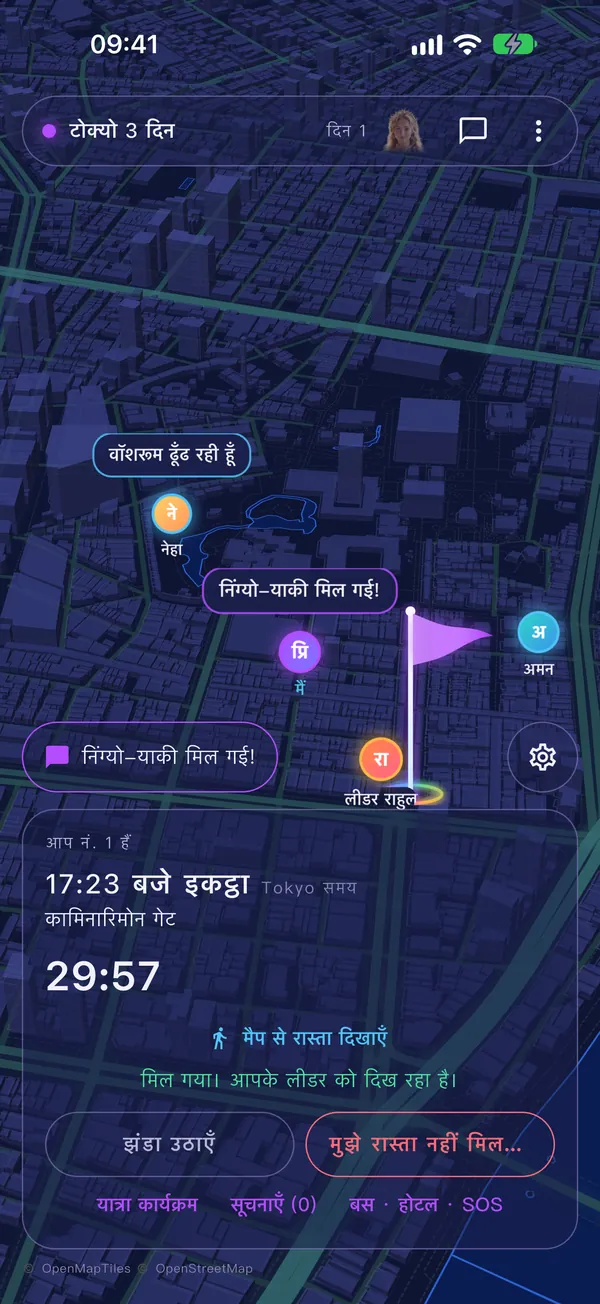 09:41
टोक्यो 3 दिन
दिन 1
वॉशरूम ढूँढ रही हूँ
ने
नेहा
निंग्यो–याकी मिल गई!
प्रि
मैं
अ
अमन
निंग्यो–याकी मिल गई!
रा
लीडर राहुल
आप नं. 1 हैं
17:23 बजे इकट्ठा Tokyo समय
कामिनारिमोन गेट
29:57
मैप से रास्ता दिखाएँ
मिल गया। आपके लीडर को दिख रहा है।
झंडा उठाएँ
मुझे रास्ता नहीं मिल...
यात्रा कार्यक्रम सूचनाएँ (0) बस · होटल · SOS
© OpenMapTiles © OpenStreetMap